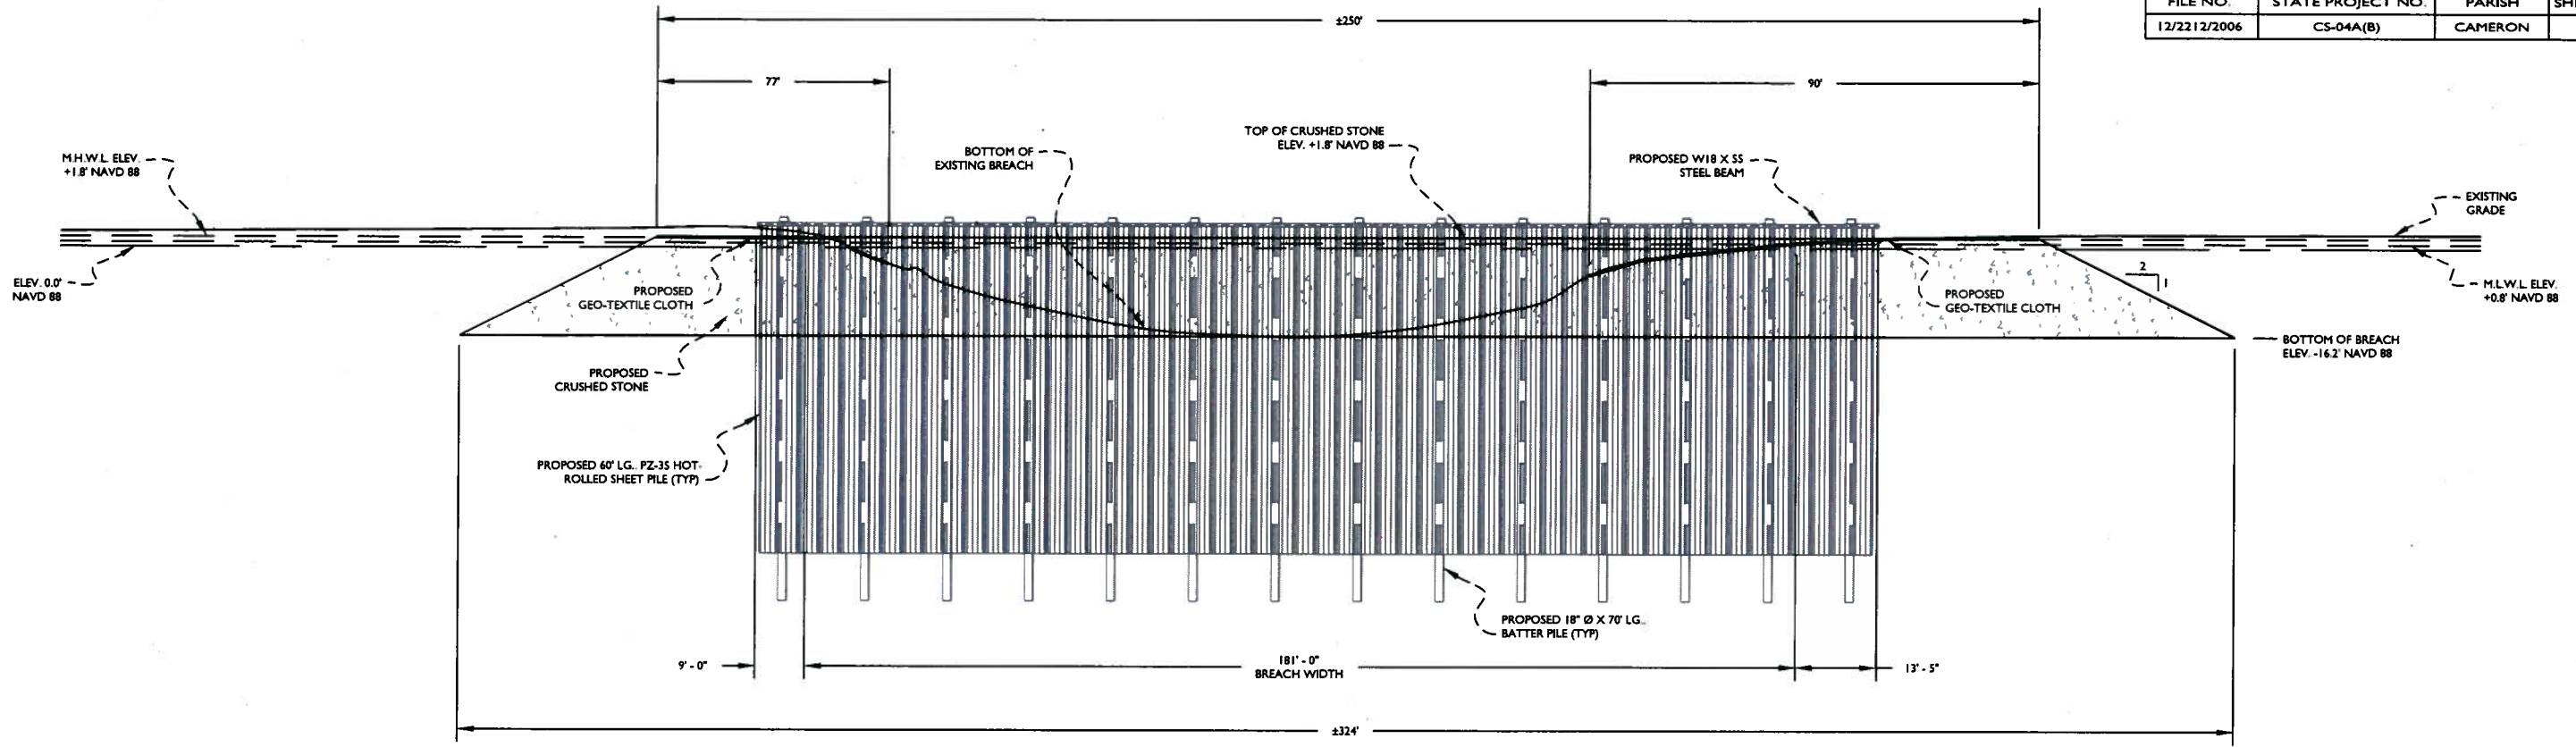 FILE NO. STATE PROJECT NO. PARISH
12/2212/2006 CS-04A(B) CAMERON
±250'
77'
90'
M.H.W.L. ELEV.
+1.8' NAVD 88
BOTTOM OF
EXISTING BREACH
TOP OF CRUSHED STONE
ELEV. +1.8' NAVD 88
PROPOSED W18 X 55
STEEL BEAM
EXISTING
GRADE
ELEV. 0.0'
NAVD 88
PROPOSED
GEO-TEXTILE CLOTH
PROPOSED
GEO-TEXTILE CLOTH
2
1
M.L.W.L. ELEV.
+0.8' NAVD 88
PROPOSED
CRUSHED STONE
BOTTOM OF BREACH
ELEV. -16.2' NAVD 88
PROPOSED 60' LG.. PZ-35 HOT-
ROLLED SHEET PILE (TYP)
PROPOSED 18" Ø X 70' LG..
BATTER PILE (TYP)
9' - 0"
181' - 0"
BREACH WIDTH
13' - 5"
±324'